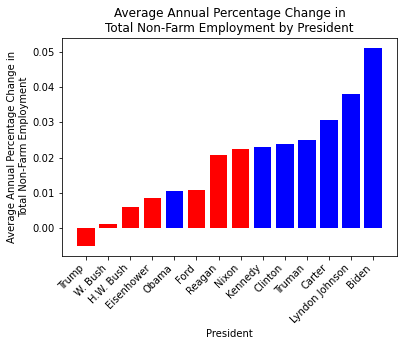 Average Annual Percentage Change in
Total Non-Farm Employment by President
Average Annual Percentage Change in
Total Non-Farm Employment
0.05
0.04
0.03
0.02
0.01
0.00
Trump
W. Bush
H.W. Bush
Eisenhower
Obama
Ford
Reagan
Nixon
Kennedy
Clinton
Truman
Carter
Lyndon Johnson
Biden
President